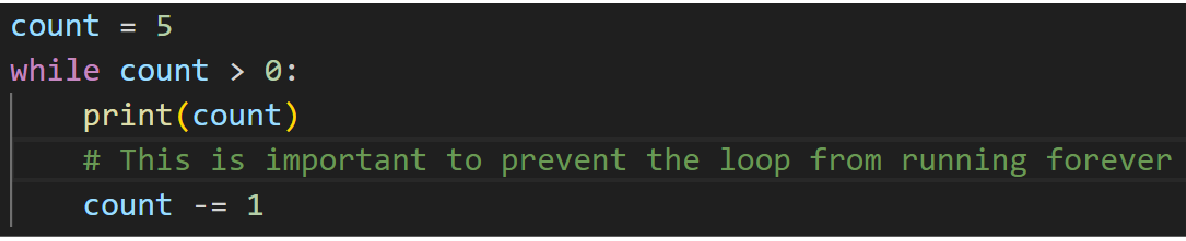 count = 5
while count > 0:
    print(count)
    # This is important to prevent the loop from running forever
    count -= 1